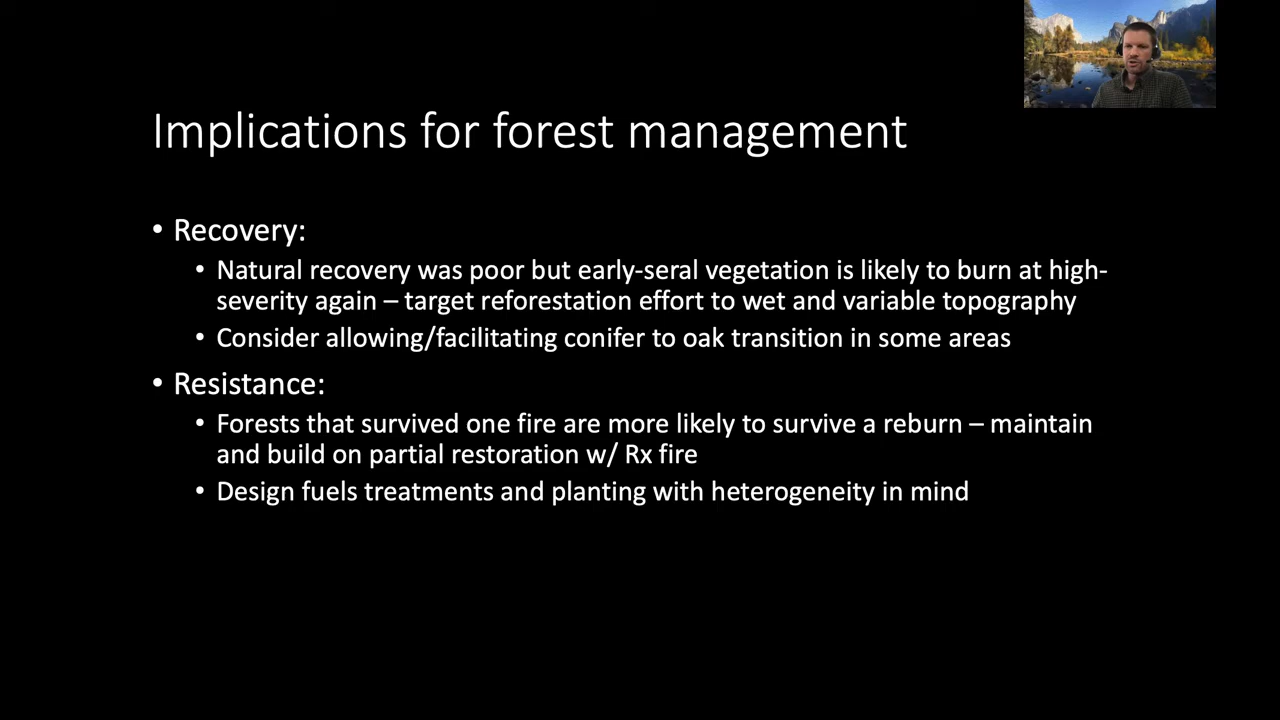 Implications for forest management
• Recovery:
• Natural recovery was poor but early-seral vegetation is likely to burn at high-
severity again – target reforestation effort to wet and variable topography
• Consider allowing/facilitating conifer to oak transition in some areas
• Resistance:
• Forests that survived one fire are more likely to survive a reburn – maintain
and build on partial restoration w/ Rx fire
• Design fuels treatments and planting with heterogeneity in mind